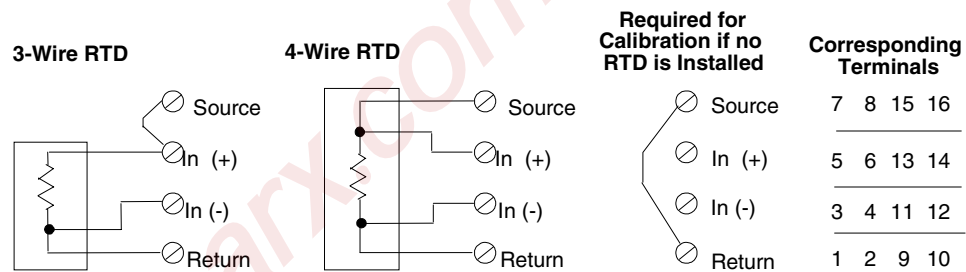 3-Wire RTD
Source
In (+)
In (-)
Return
4-Wire RTD
Source
In (+)
In (-)
Return
Required for
Calibration if no
RTD is Installed
Source
In (+)
In (-)
Return
Corresponding
Terminals
7 8 15 16
5 6 13 14
3 4 11 12
1 2 9 10
arx.com